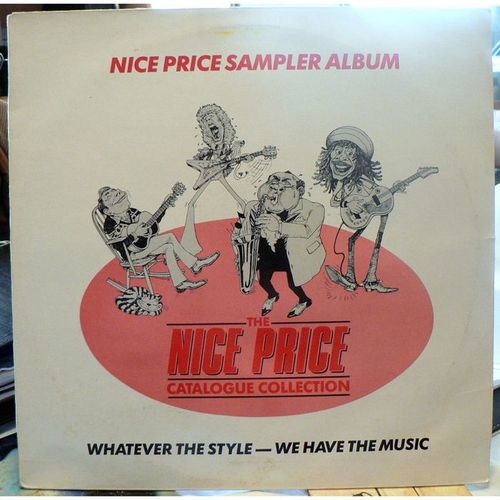 NICE PRICE SAMPLER ALBUM
THE
NICE PRICE
CATALOGUE COLLECTION
WHATEVER THE STYLE — WE HAVE THE MUSIC